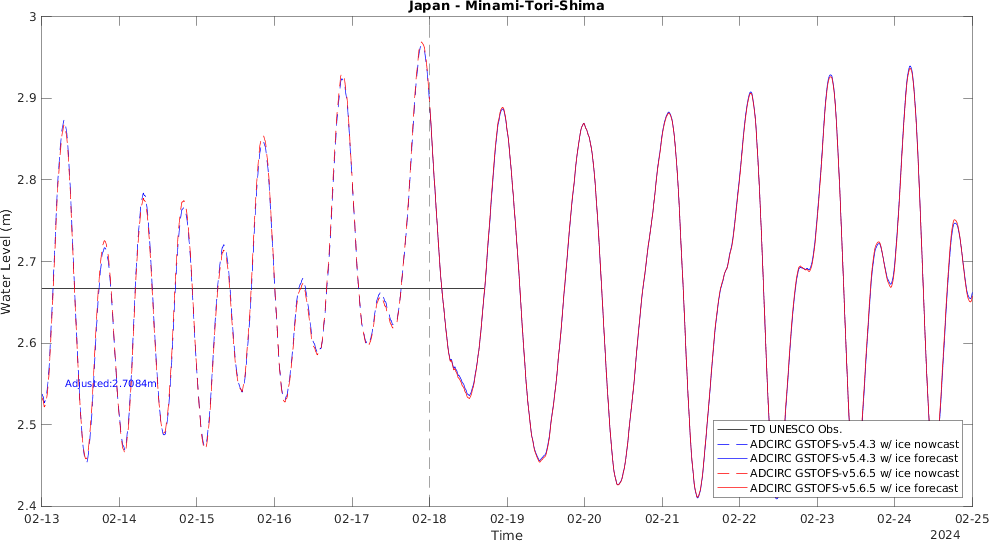 Japan - Minami-Tori-Shima
Water Level (m)
3
2.9
2.8
2.7
2.6
2.5
2.4
Adjusted:2.7084m
TD UNESCO Obs.
ADCIRC GSTOFS-v5.4.3 w/ ice nowcast
ADCIRC GSTOFS-v5.4.3 w/ ice forecast
ADCIRC GSTOFS-v5.6.5 w/ ice nowcast
ADCIRC GSTOFS-v5.6.5 w/ ice forecast
02-13 02-14 02-15 02-16 02-17 02-18 02-19 02-20 02-21 02-22 02-23 02-24 02-25
Time
2024